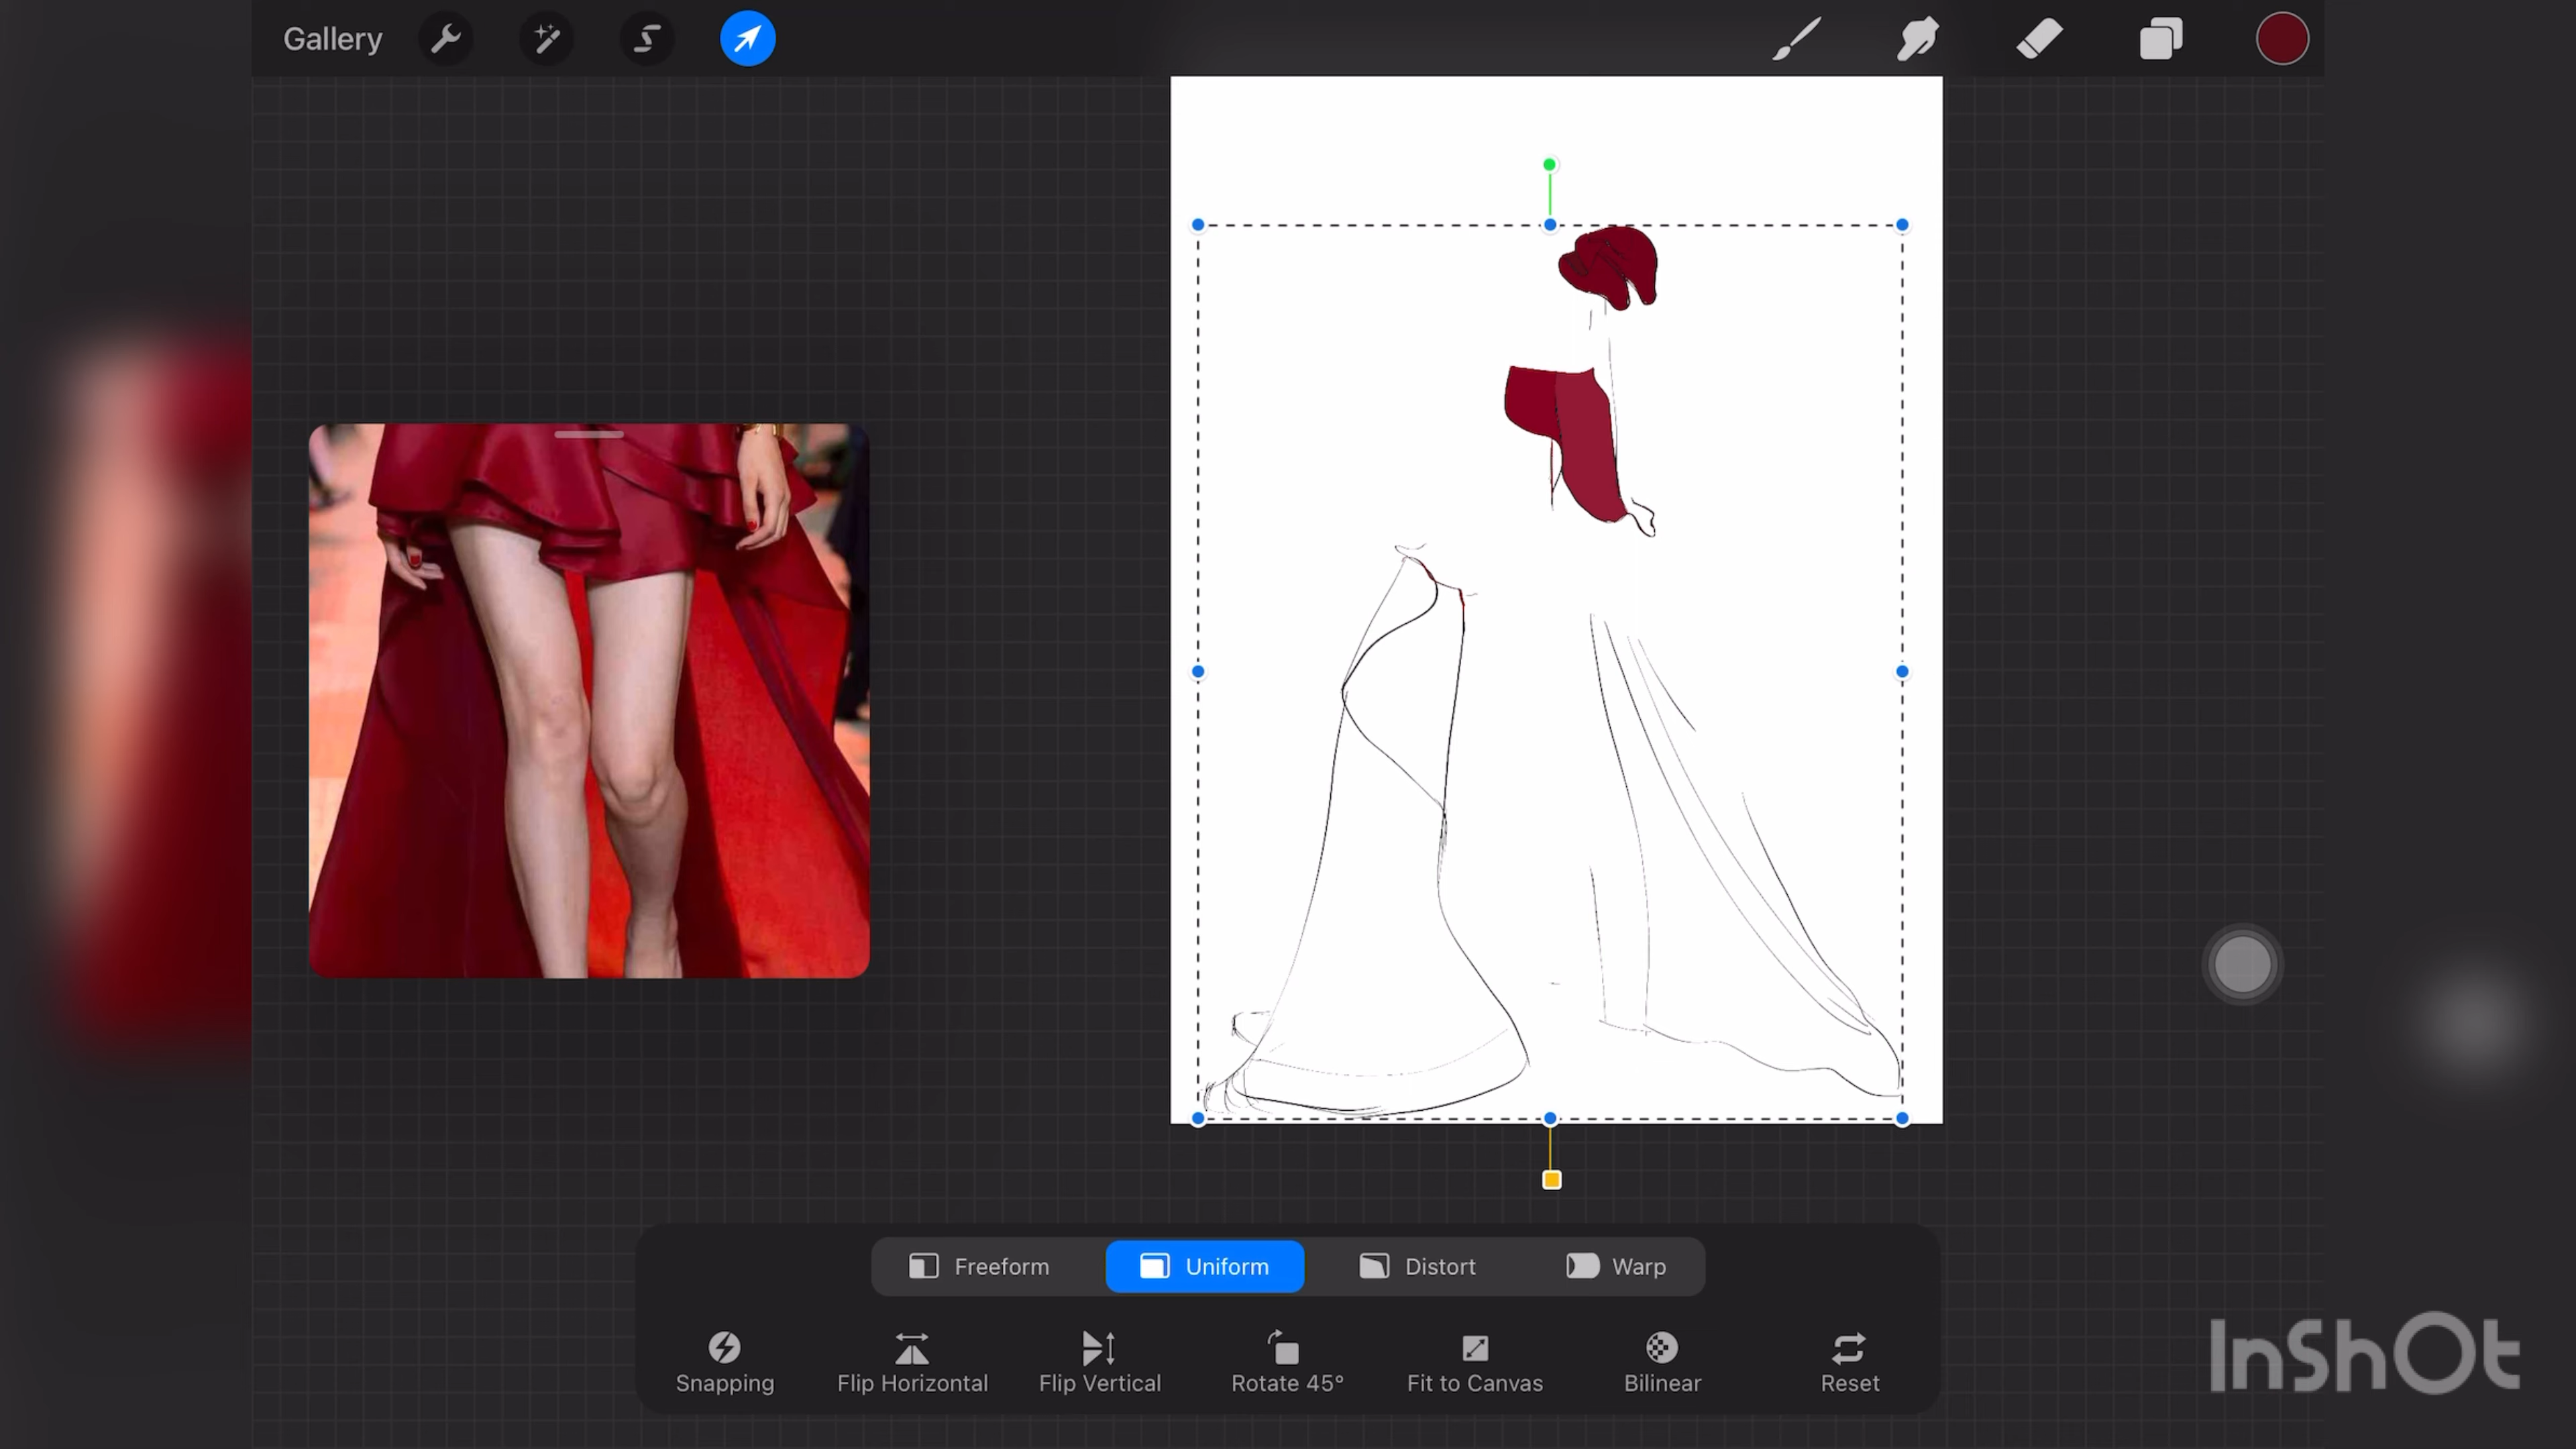 Gallery
Freeform Uniform Distort Warp
Snapping Flip Horizontal Flip Vertical Rotate 45° Fit to Canvas Bilinear Reset
InShOt